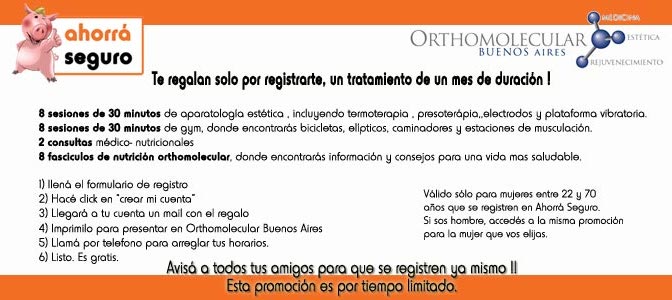 ahorrá
seguro
ORTHOMOLECULAR
BUENOS AIRES
MEDICINA
ESTÉTICA
REJUVENECIMIENTO
Te regalan solo por registrarte, un tratamiento de un mes de duración !
8 sesiones de 30 minutos de aparatología estética , incluyendo termoterapia , presoterápia,,electrodos y plataforma vibratoria.
8 sesiones de 30 minutos de gym, donde encontrarás bicicletas, elípticos, caminadores y estaciones de musculación.
2 consultas médico- nutricionales
8 fasciculos de nutrición orthomolecular, donde encontrarás información y consejos para una vida mas saludable.
1) llená el formulario de registro
2) Hacé click en "crear mi cuenta"
3) Llegará a tu cuenta un mail con el regalo
4) Imprimilo para presentar en Orthomolecular Buenos Aires
5) Llamá por telefono para arreglar tus horarios.
6) Listo. Es gratis.
Válido sólo para mujeres entre 22 y 70
años que se registren en Ahorrá Seguro.
Si sos hombre, accedés a la misma promoción
para la mujer que vos elijas.
Avisá a todos tus amigos para que se registren ya mismo !!
Esta promoción es por tiempo limitado.